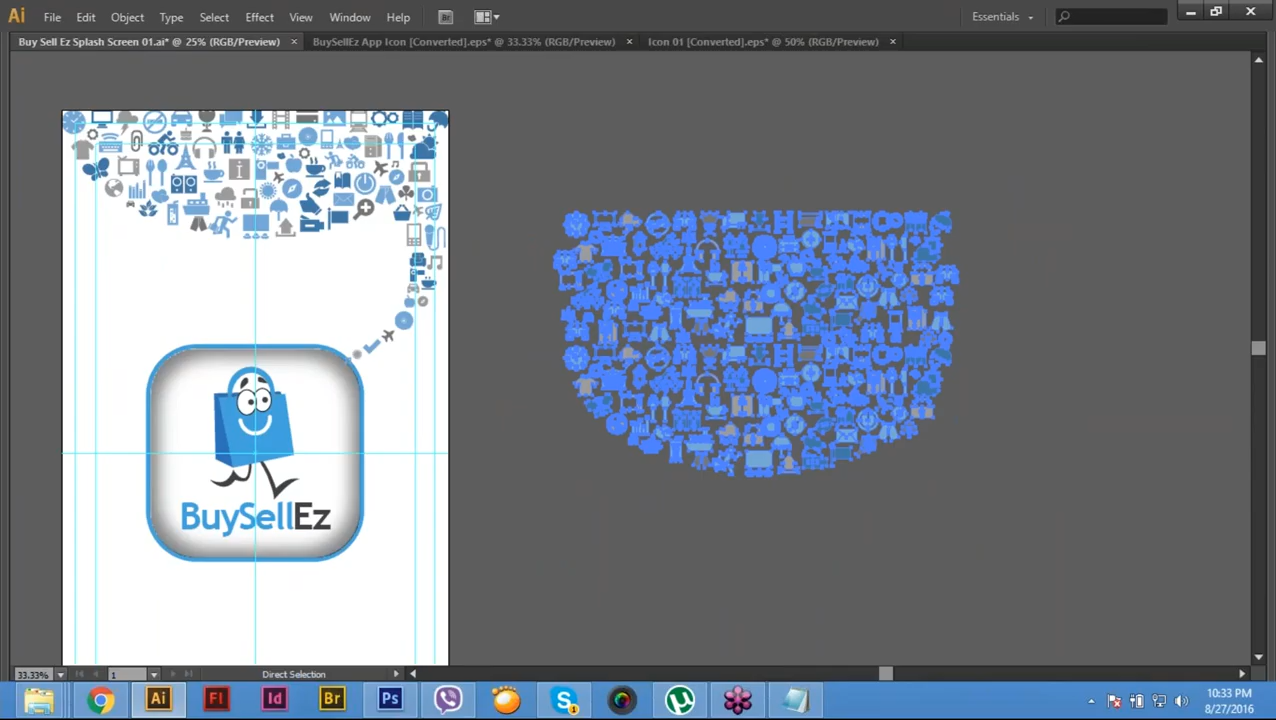 Ai File Edit Object Type Select Effect View Window Help Br Essentials
Buy Sell Ez Splash Screen 01.ai* @ 25% (RGB/Preview) × BuySellEz App Icon [Converted].eps* @ 33.33% (RGB/Preview) × Icon 01 [Converted].eps* @ 50% (RGB/Preview) ×
BuySellEz
33.33% 1 Direct Selection
Ai Fl Id Br Ps S 1 µ
10:33 PM
8/27/2016